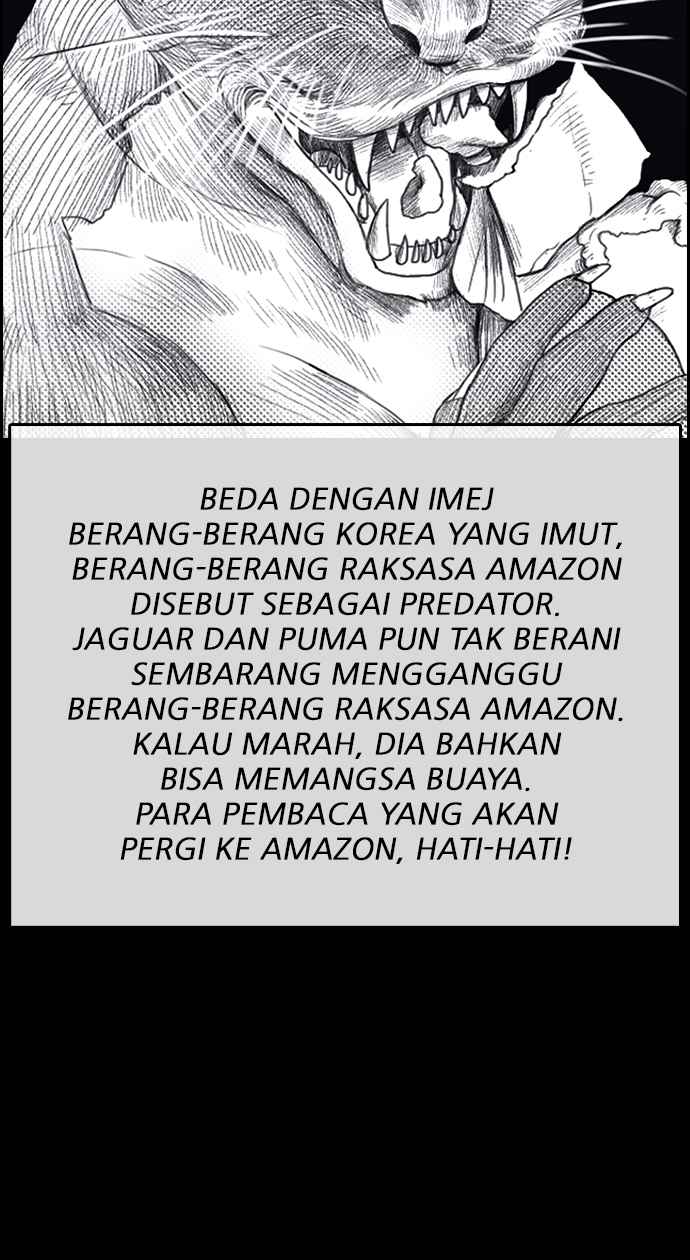 BEDA DENGAN IMEJ
BERANG-BERANG KOREA YANG IMUT,
BERANG-BERANG RAKSASA AMAZON
DISEBUT SEBAGAI PREDATOR.
JAGUAR DAN PUMA PUN TAK BERANI
SEMBARANG MENGGANGGU
BERANG-BERANG RAKSASA AMAZON.
KALAU MARAH, DIA BAHKAN
BISA MEMANGSA BUAYA.
PARA PEMBACA YANG AKAN
PERGI KE AMAZON, HATI-HATI!